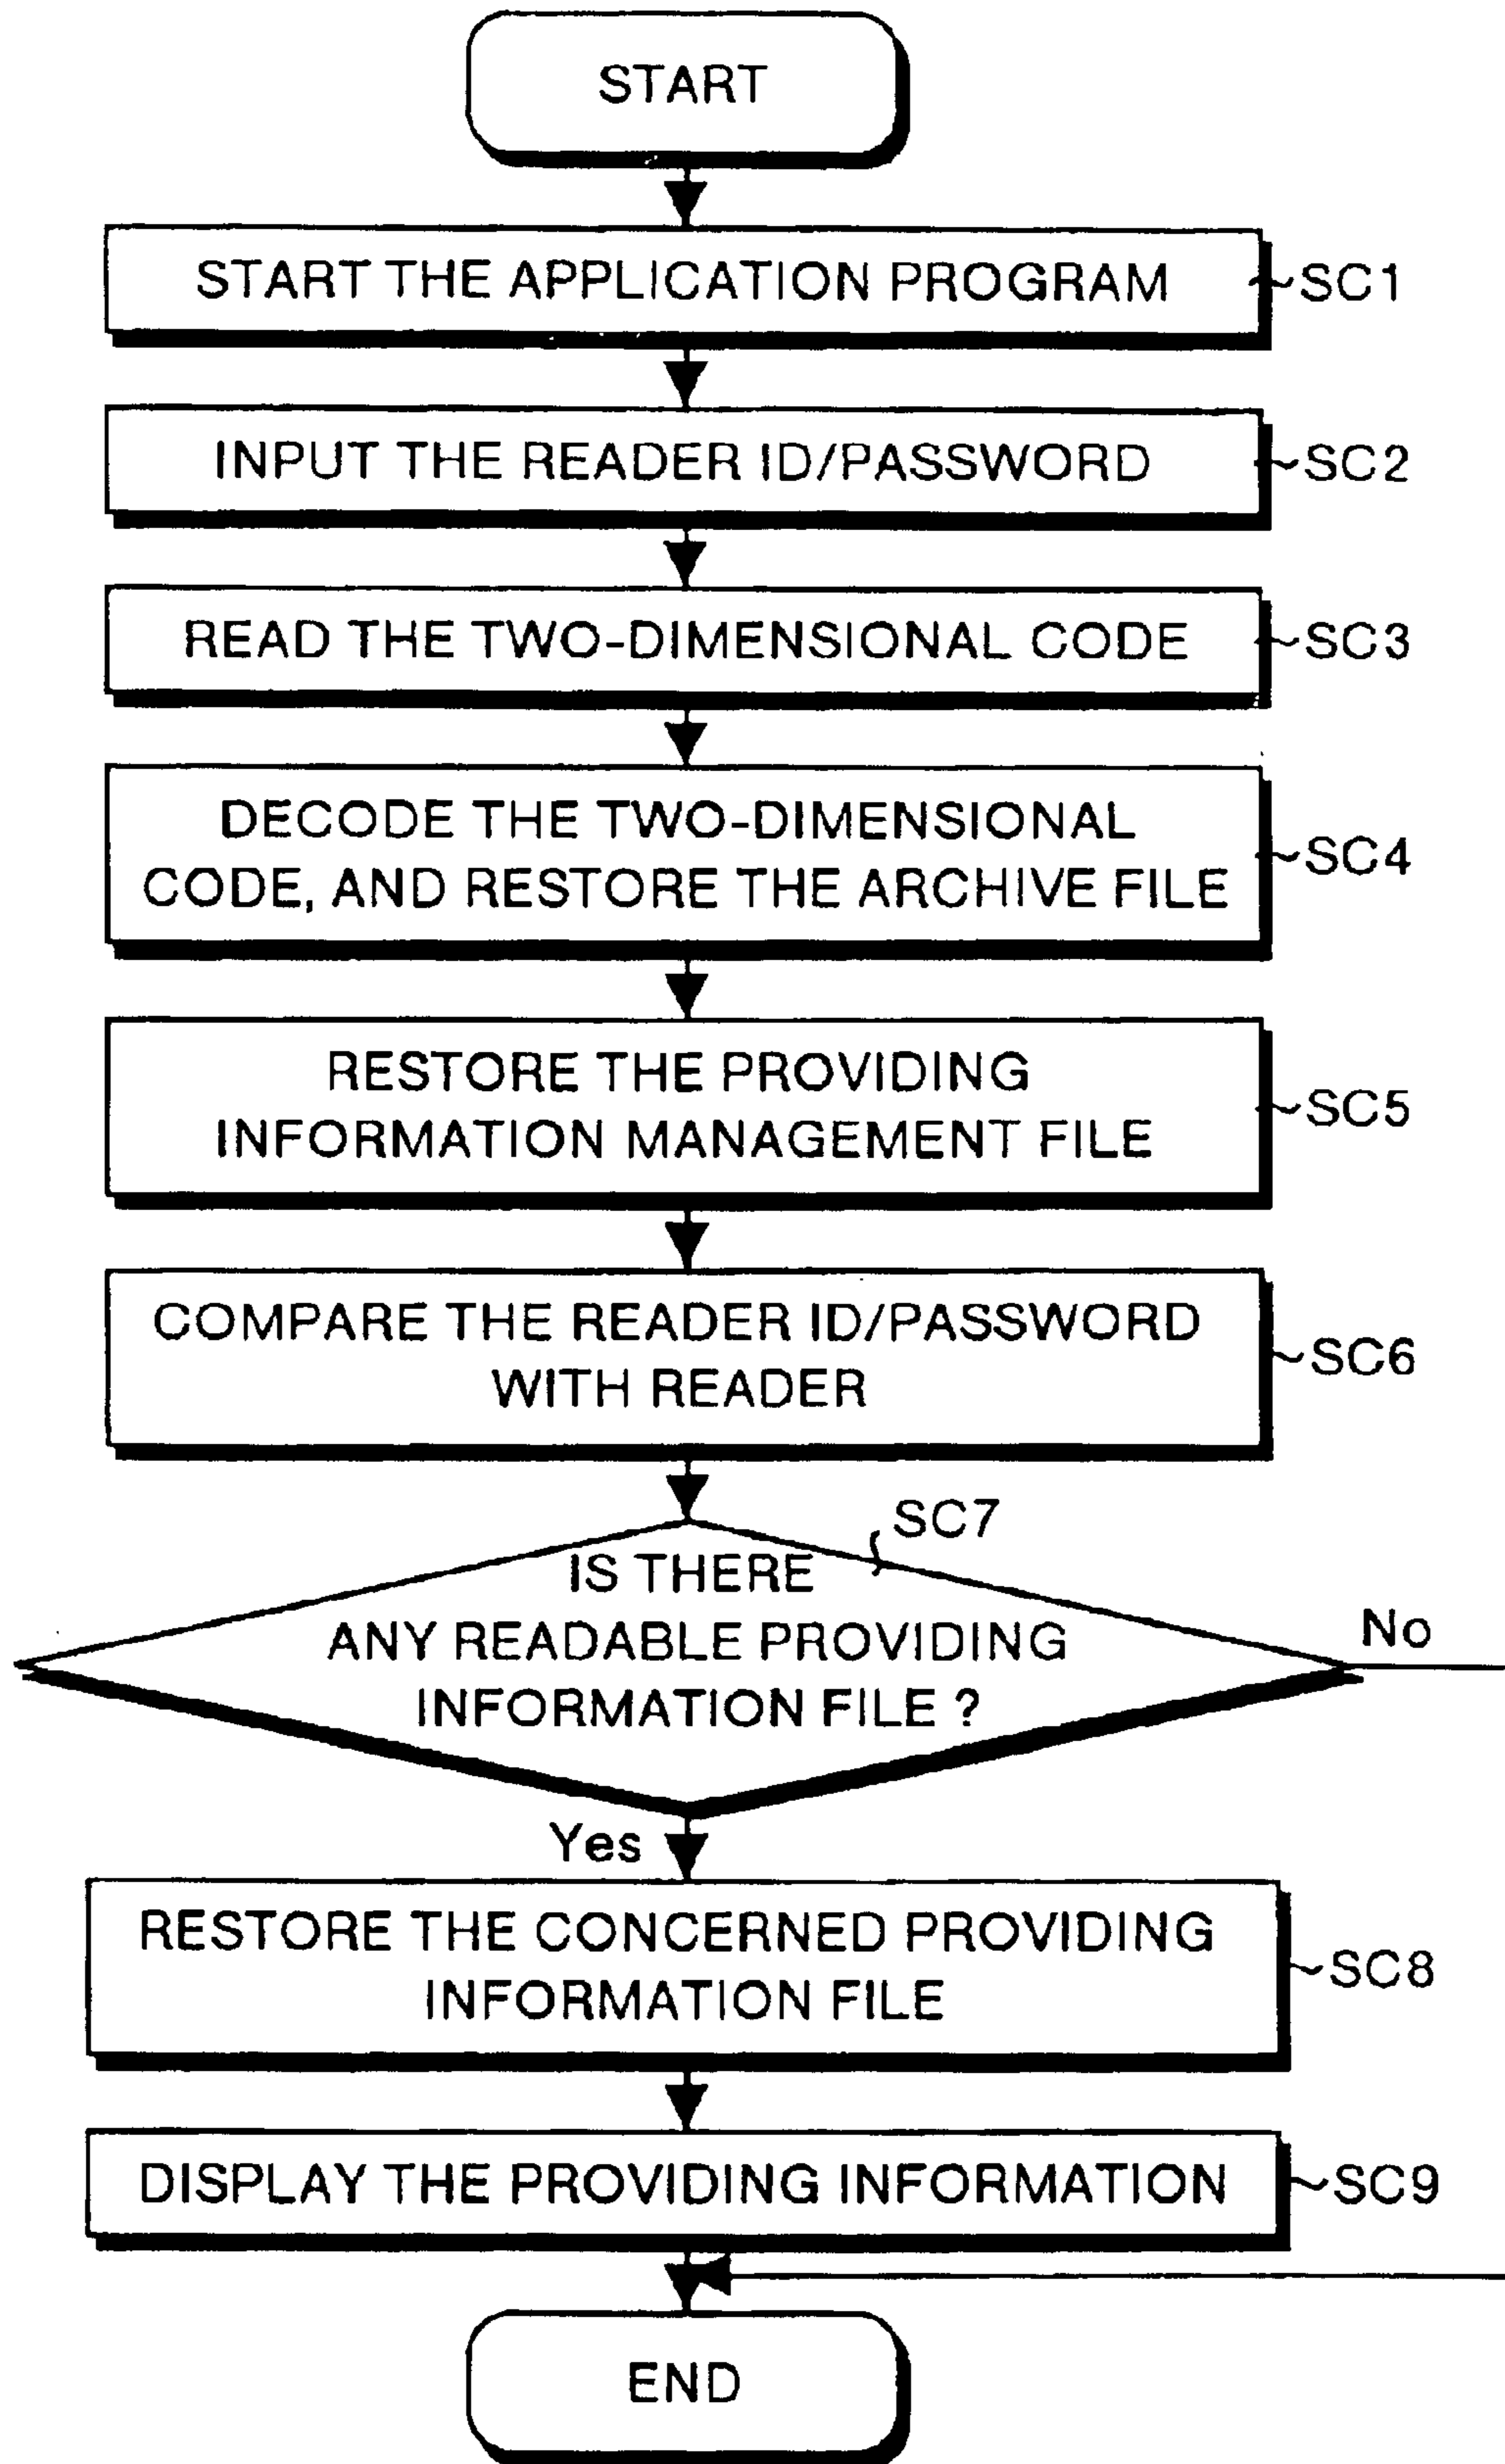 START
START THE APPLICATION PROGRAM
SC1
INPUT THE READER ID/PASSWORD
SC2
READ THE TWO-DIMENSIONAL CODE
SC3
DECODE THE TWO-DIMENSIONAL
CODE, AND RESTORE THE ARCHIVE FILE
SC4
RESTORE THE PROVIDING
INFORMATION MANAGEMENT FILE
SC5
COMPARE THE READER ID/PASSWORD
WITH READER
SC6
SC7
IS THERE
ANY READABLE PROVIDING
INFORMATION FILE ?
No
Yes
RESTORE THE CONCERNED PROVIDING
INFORMATION FILE
SC8
DISPLAY THE PROVIDING INFORMATION
SC9
END